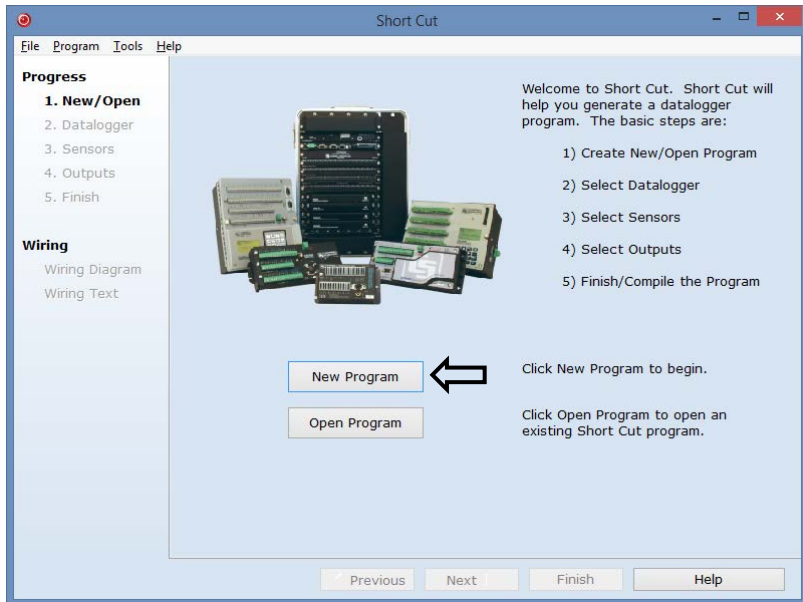 Short Cut
File Program Tools Help
Progress
1. New/Open
2. Datalogger
3. Sensors
4. Outputs
5. Finish
Wiring
Wiring Diagram
Wiring Text
Welcome to Short Cut. Short Cut will
help you generate a datalogger
program. The basic steps are:
1) Create New/Open Program
2) Select Datalogger
3) Select Sensors
4) Select Outputs
5) Finish/Compile the Program
New Program
Click New Program to begin.
Open Program
Click Open Program to open an
existing Short Cut program.
Previous Next Finish Help